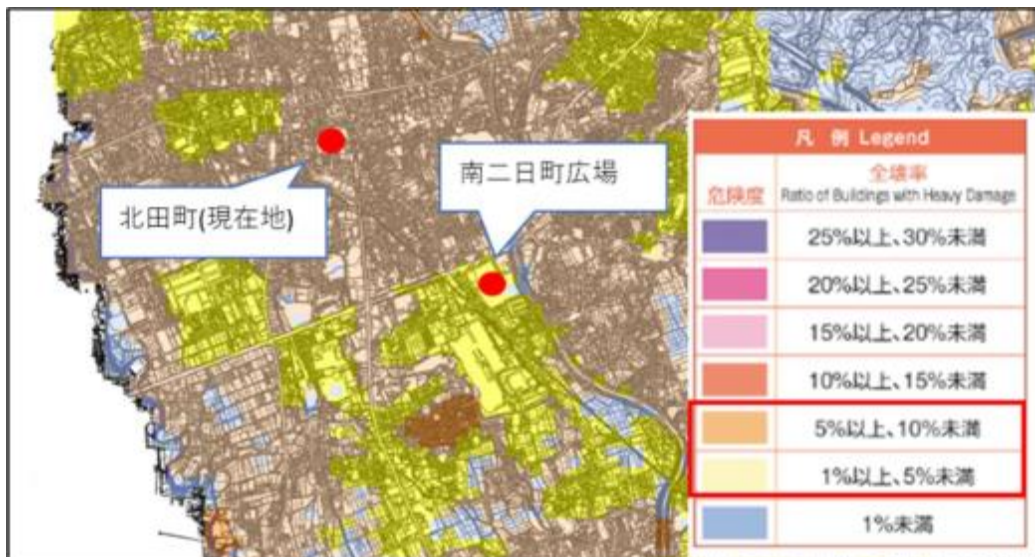 北田町(現在地)
南二日町広場
凡 例 Legend
危険度
全壊率
Ratio of Buildings with Heavy Damage
25%以上、30%未満
20%以上、25%未満
15%以上、20%未満
10%以上、15%未満
5%以上、10%未満
1%以上、5%未満
1%未満